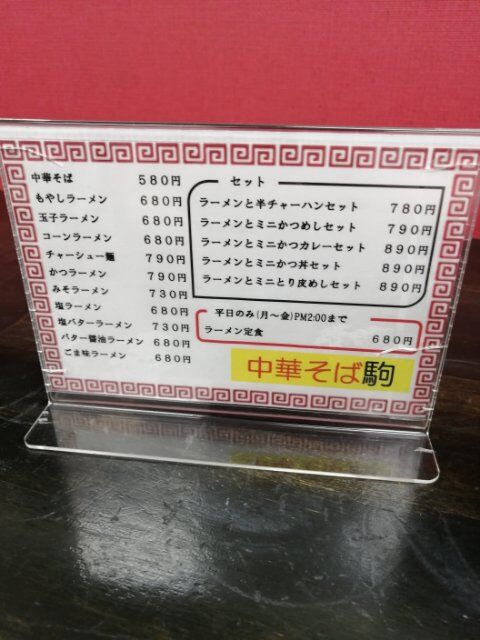 中華そば 580円
もやしラーメン 680円
玉子ラーメン 680円
コーンラーメン 680円
チャーシュー麺 790円
かつラーメン 790円
みそラーメン 730円
塩ラーメン 680円
塩バターラーメン 730円
バター醤油ラーメン 680円
ごま味ラーメン 680円
セット
ラーメンと半チャーハンセット 780円
ラーメンとミニかつめしセット 790円
ラーメンとミニかつカレーセット 890円
ラーメンとミニかつ丼セット 890円
ラーメンとミニとり皮めしセット 890円
平日のみ(月～金)PM2:00まで
ラーメン定食 680円
中華そば駒